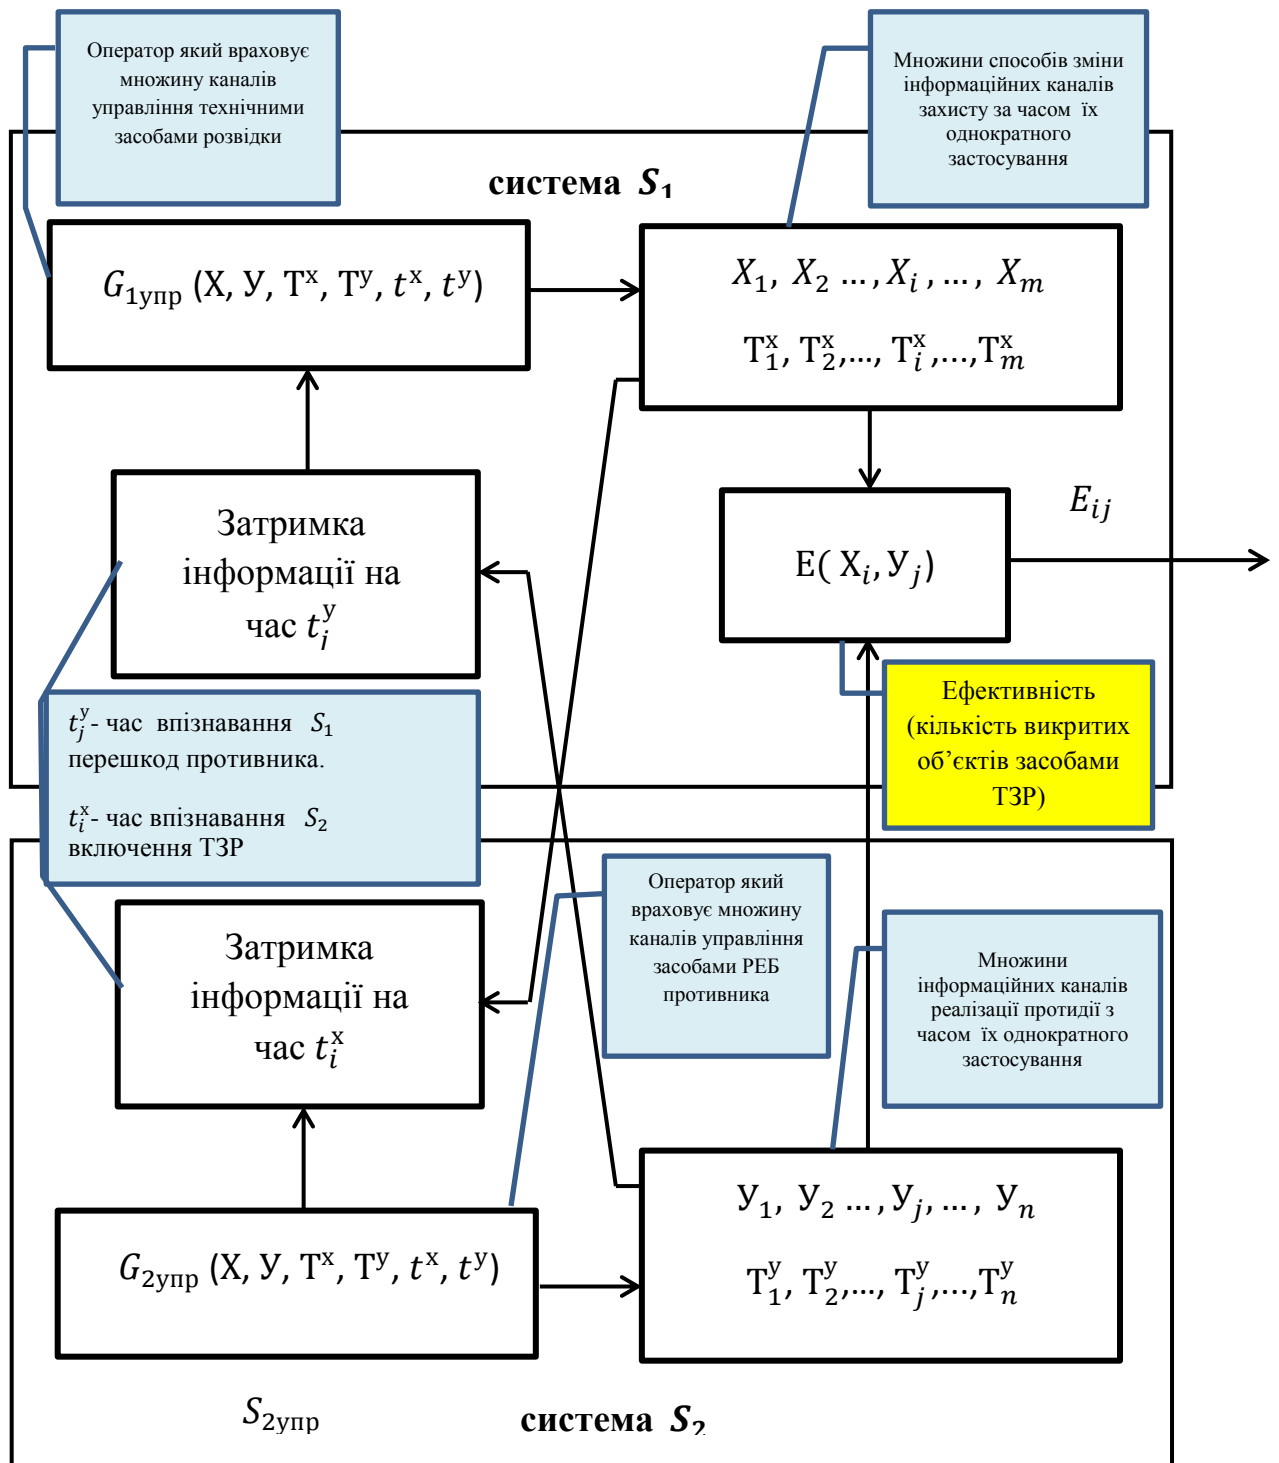 Оператор який враховує
множину каналів
управління технічними
засобами розвідки
Множини способів зміни
інформаційних каналів
захисту за часом їх
однократного
застосування
система S₁
G₁упр (Х, У, Tˣ, Tʸ, tˣ, tʸ)
X₁, X₂ ..., Xᵢ, ..., Xₘ
T₁ˣ, T₂ˣ,..., Tᵢˣ,...,Tₘˣ
Затримка
інформації на
час tⱼʸ
E( Xᵢ, Уⱼ)
Eᵢⱼ
Ефективність
(кількість викритих
об’єктів засобами
ТЗР)
tⱼʸ- час впізнавання S₁
перешкод противника.
tᵢˣ- час впізнавання S₂
включення ТЗР
Оператор який
враховує множину
каналів управління
засобами РЕБ
противника
Затримка
інформації на
час tᵢˣ
Множини
інформаційних каналів
реалізації протидії з
часом їх однократного
застосування
G₂упр (Х, У, Tˣ, Tʸ, tˣ, tʸ)
У₁, У₂ ..., Уⱼ, ..., Уₙ
T₁ʸ, T₂ʸ,..., Tⱼʸ,...,Tₙʸ
S₂упр
система S₂